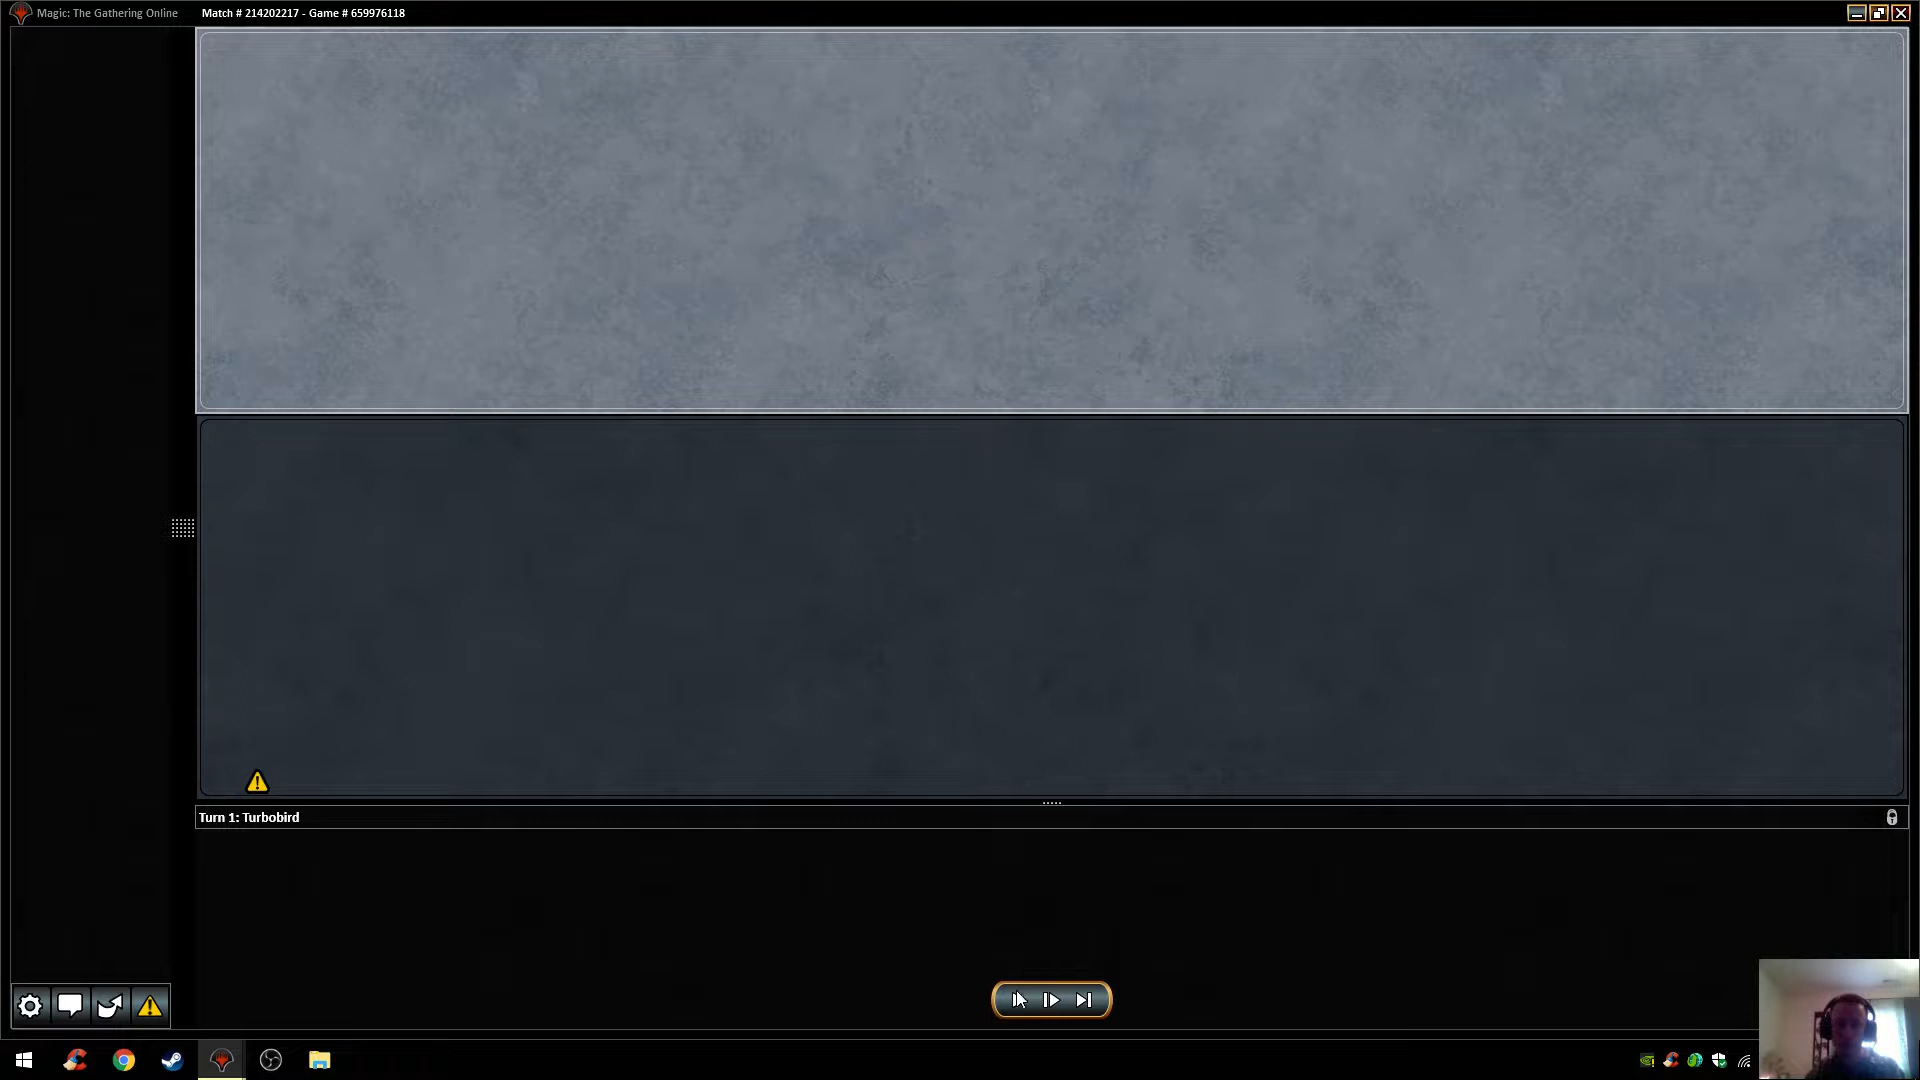 Magic: The Gathering Online
Match # 214202217 - Game # 659976118
Turn 1: Turbobird